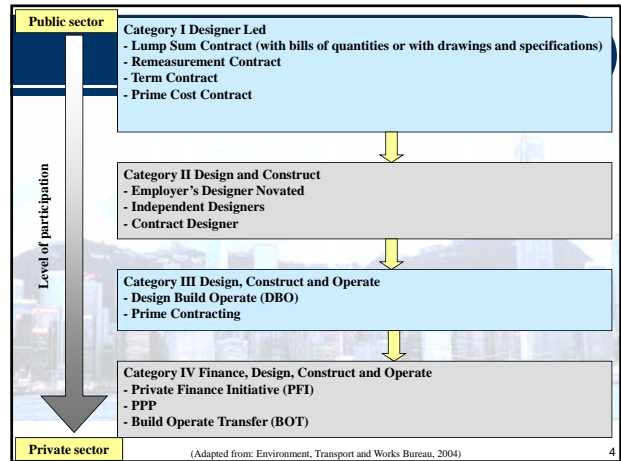 Public sector
Category I Designer Led
- Lump Sum Contract (with bills of quantities or with drawings and specifications)
- Remeasurement Contract
- Term Contract
- Prime Cost Contract
Level of participation
Category II Design and Construct
- Employer's Designer Novated
- Independent Designers
- Contract Designer
Category III Design, Construct and Operate
- Design Build Operate (DBO)
- Prime Contracting
Category IV Finance, Design, Construct and Operate
- Private Finance Initiative (PFI)
- PPP
- Build Operate Transfer (BOT)
Private sector
(Adapted from: Environment, Transport and Works Bureau, 2004)
4